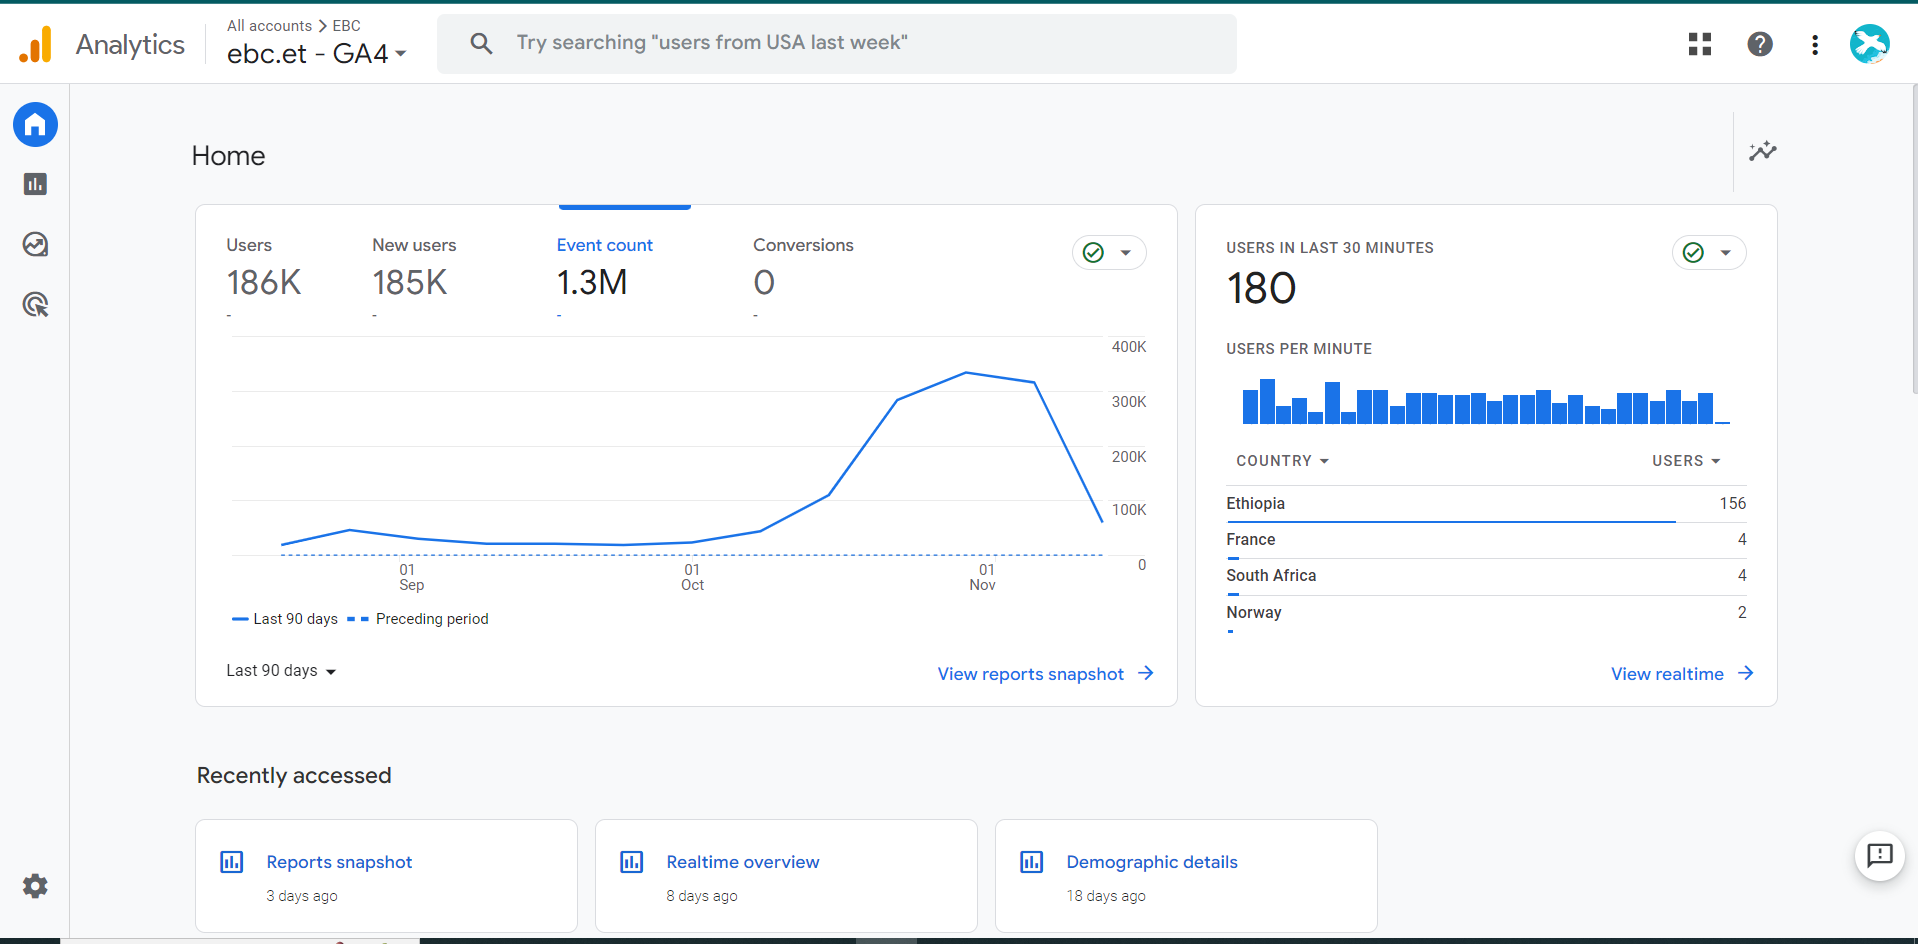 Analytics
All accounts > EBC
ebc.et - GA4
Try searching "users from USA last week"
Home
Users
186K
-
New users
185K
-
Event count
1.3M
-
Conversions
0
-
400K
300K
200K
100K
0
01 Sep
01 Oct
01 Nov
Last 90 days
Preceding period
Last 90 days
View reports snapshot
USERS IN LAST 30 MINUTES
180
USERS PER MINUTE
COUNTRY USERS
Ethiopia 156
France 4
South Africa 4
Norway 2
View realtime
Recently accessed
Reports snapshot
3 days ago
Realtime overview
8 days ago
Demographic details
18 days ago